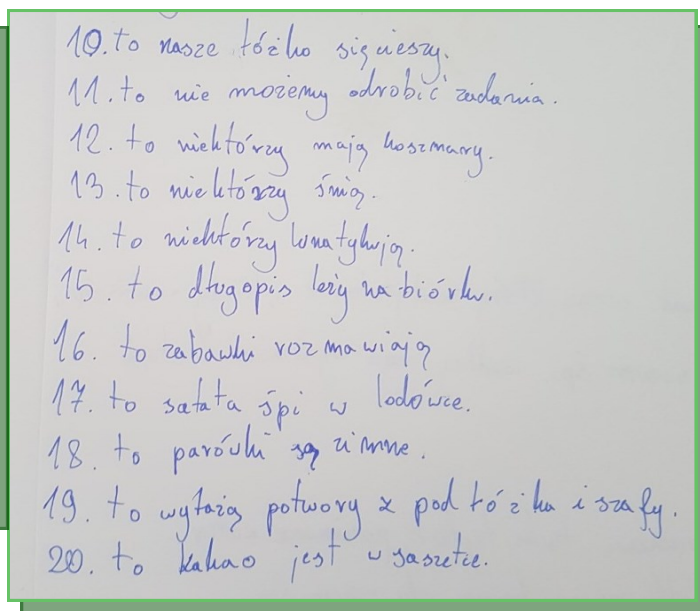 10. to nasze łóżko się cieszy.
11. to nie możemy odrobić zadania.
12. to niektórzy mają koszmary.
13. to niektórzy śnią.
14. to niektórzy lunatykują.
15. to długopis leży na biórku.
16. to zabawki rozmawiają
17. to sałata śpi w lodówce.
18. to parówki są zimne.
19. to wyłażą potwory z pod łóżka i szafy.
20. to kakao jest w saszetce.